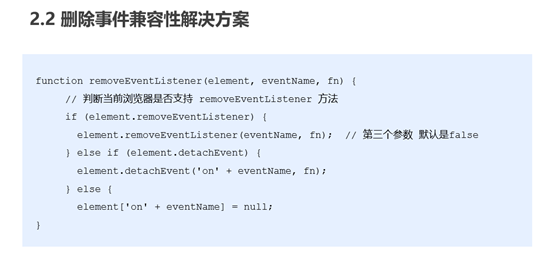 2.2 删除事件兼容性解决方案
function removeEventListener(element, eventName, fn) {
// 判断当前浏览器是否支持 removeEventListener 方法
if (element.removeEventListener) {
element.removeEventListener(eventName, fn);  // 第三个参数 默认是false
} else if (element.detachEvent) {
element.detachEvent('on' + eventName, fn);
} else {
element['on' + eventName] = null;
}